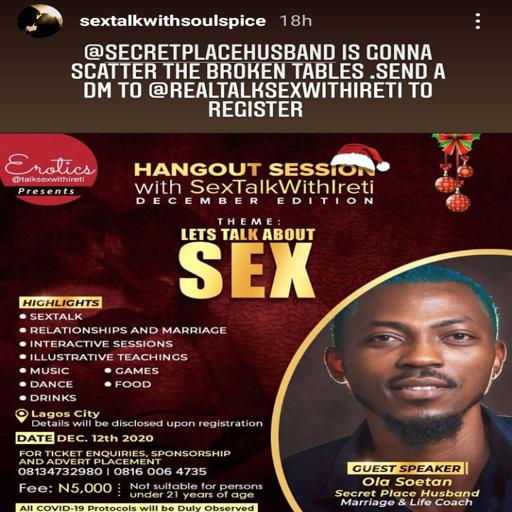 sextalkwithsoulspice 18h
@SECRETPLACEHUSBAND IS GONNA
SCATTER THE BROKEN TABLES .SEND A
DM TO @REALTALKSEXWITHIRETI TO
REGISTER
Erotics
@talksexwithireti
Presents
HANGOUT SESSION
with SexTalkWithIreti
DECEMBER EDITION
THEME:
LETS TALK ABOUT
SEX
HIGHLIGHTS
• SEXTALK
• RELATIONSHIPS AND MARRIAGE
• INTERACTIVE SESSIONS
• ILLUSTRATIVE TEACHINGS
• MUSIC • GAMES
• DANCE • FOOD
• DRINKS
Lagos City
Details will be disclosed upon registration
DATE DEC. 12th 2020
FOR TICKET ENQUIRIES, SPONSORSHIP
AND ADVERT PLACEMENT
08134732980 | 0816 006 4735
Fee: N5,000 Not suitable for persons
under 21 years of age
All COVID-19 Protocols will be Duly Observed
GUEST SPEAKER
Ola Soetan
Secret Place Husband
Marriage & Life Coach